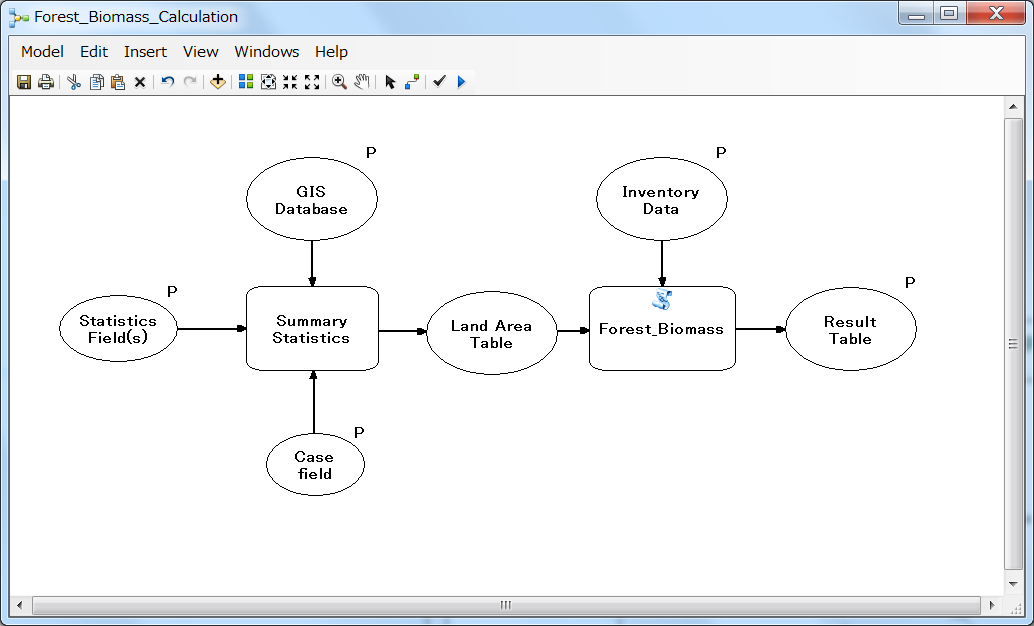 Forest_Biomass_Calculation
Model Edit Insert View Windows Help
P
GIS
Database
P
Inventory
Data
P
Statistics
Field(s)
Summary
Statistics
Land Area
Table
Forest_Biomass
P
Result
Table
P
Case
field